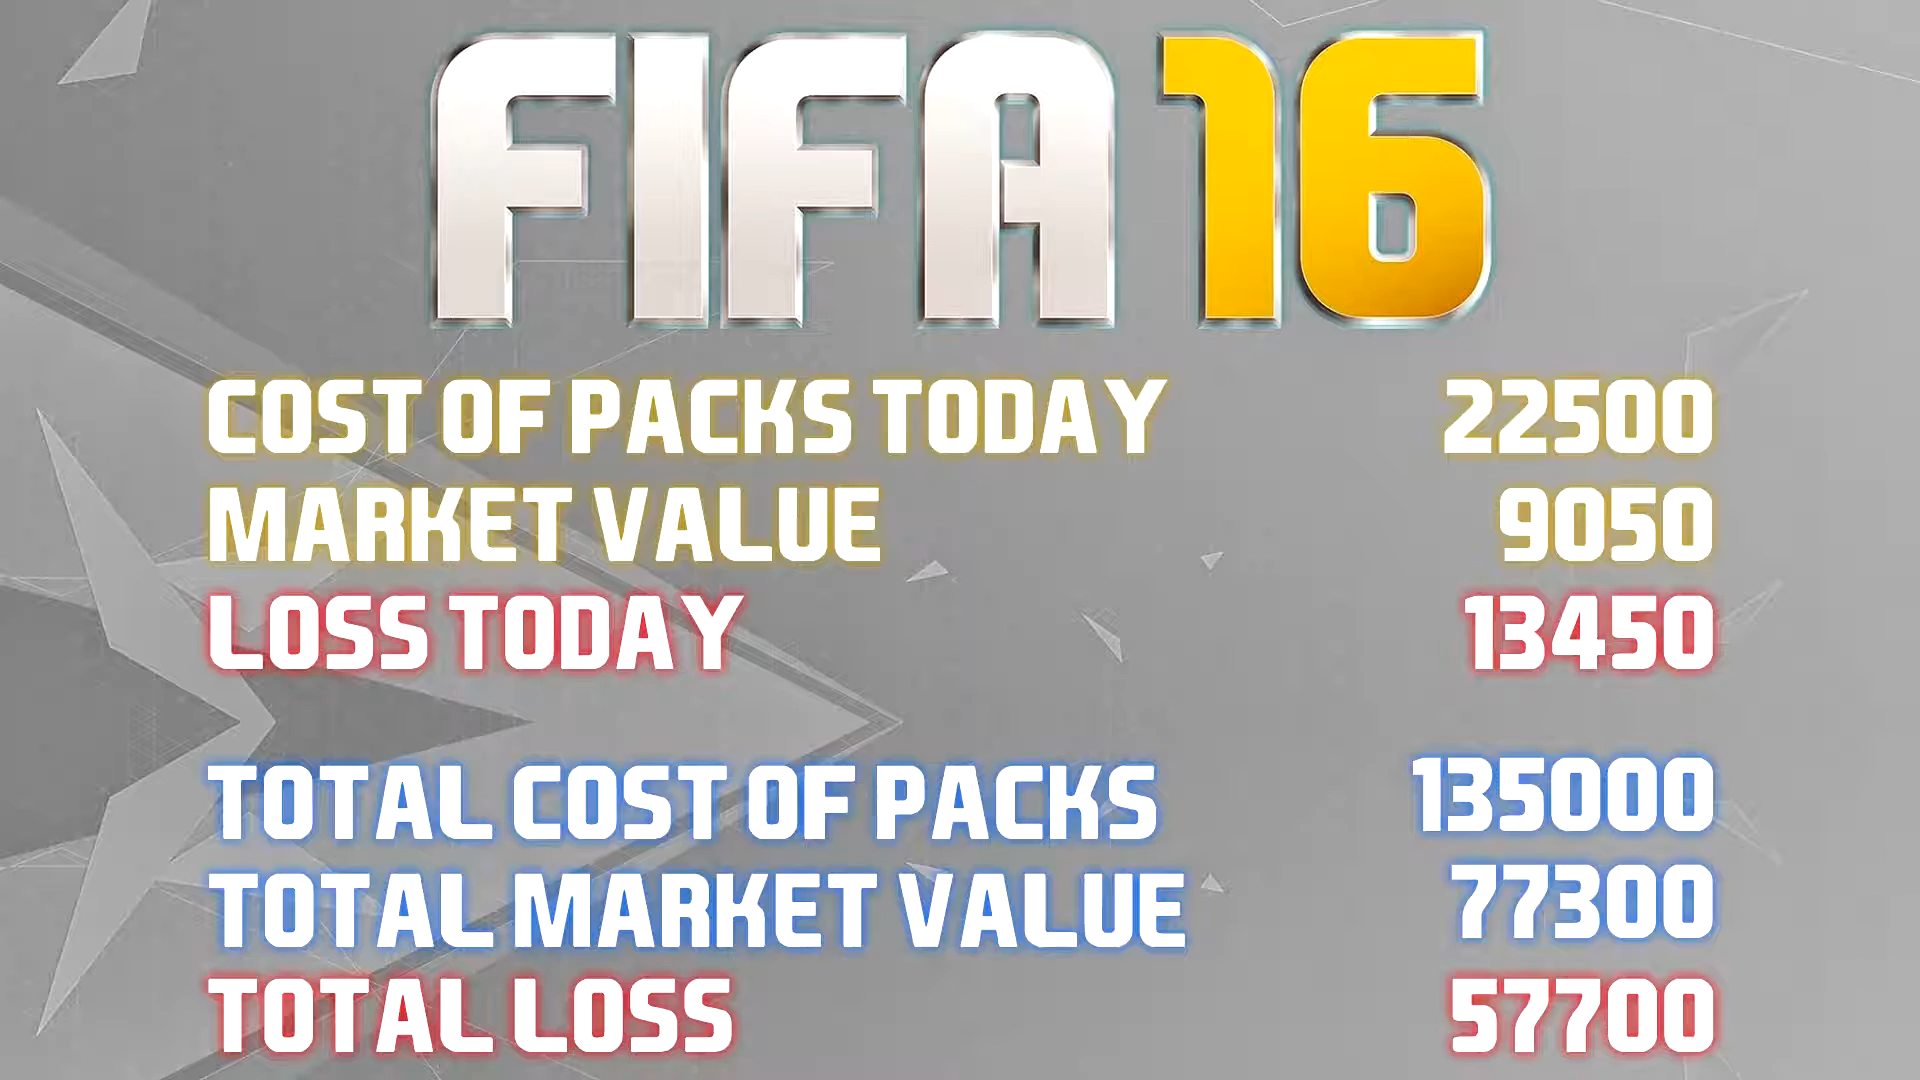 FIFA 16
COST OF PACKS TODAY 22500
MARKET VALUE 9050
LOSS TODAY 13450
TOTAL COST OF PACKS 135000
TOTAL MARKET VALUE 77300
TOTAL LOSS 57700